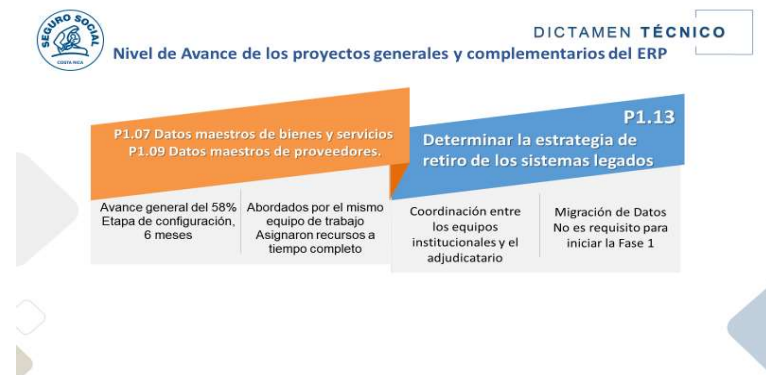 SEGURO SOCIAL
COSTA RICA
DICTAMEN TÉCNICO
Nivel de Avance de los proyectos generales y complementarios del ERP
P1.07 Datos maestros de bienes y servicios
P1.09 Datos maestros de proveedores.
Avance general del 58%
Etapa de configuración,
6 meses
Abordados por el mismo
equipo de trabajo
Asignaron recursos a
tiempo completo
P1.13
Determinar la estrategia de
retiro de los sistemas legados
Coordinación entre
los equipos
institucionales y el
adjudicatario
Migración de Datos
No es requisito para
iniciar la Fase 1